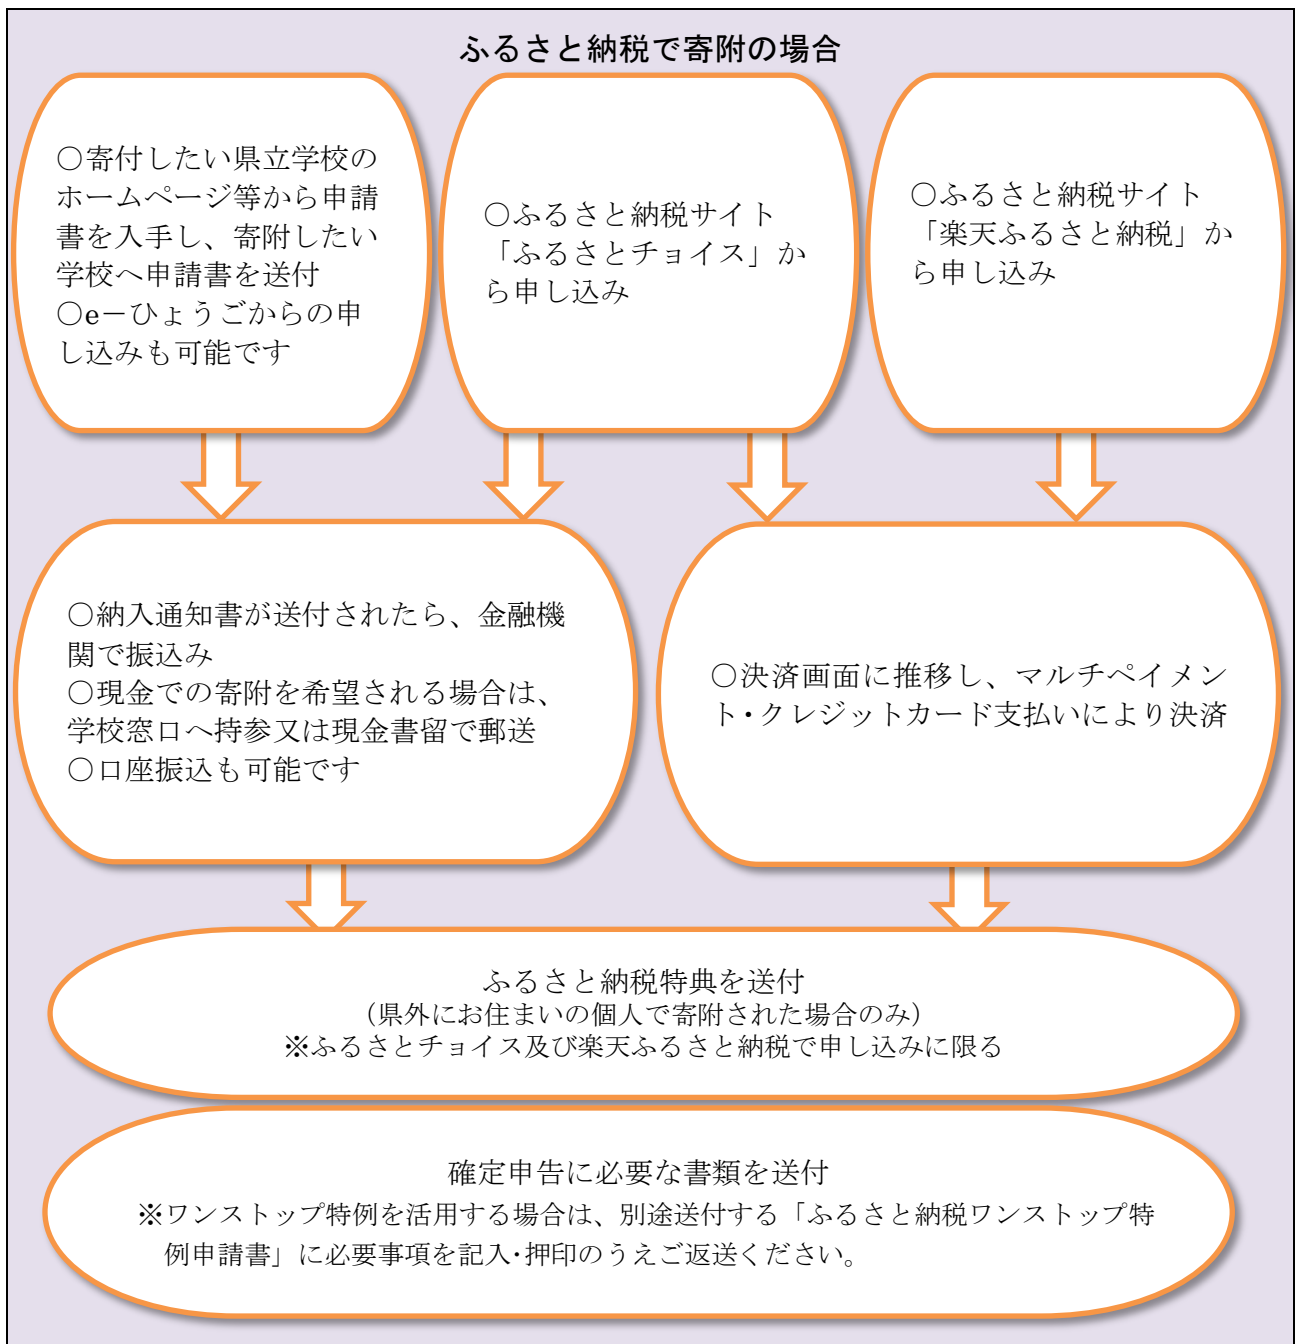 ふるさと納税で寄附の場合
○寄付したい県立学校の
ホームページ等から申請
書を入手し、寄附したい
学校へ申請書を送付
○e－ひょうごからの申
し込みも可能です
○ふるさと納税サイト
「ふるさとチョイス」か
ら申し込み
○ふるさと納税サイト
「楽天ふるさと納税」か
ら申し込み
○納入通知書が送付されたら、金融機
関で振込み
○現金での寄附を希望される場合は、
学校窓口へ持参又は現金書留で郵送
○口座振込も可能です
○決済画面に推移し、マルチペイメン
ト・クレジットカード支払いにより決済
ふるさと納税特典を送付
（県外にお住まいの個人で寄附された場合のみ）
※ふるさとチョイス及び楽天ふるさと納税で申し込みに限る
確定申告に必要な書類を送付
※ワンストップ特例を活用する場合は、別途送付する「ふるさと納税ワンストップ特
例申請書」に必要事項を記入・押印のうえご返送ください。